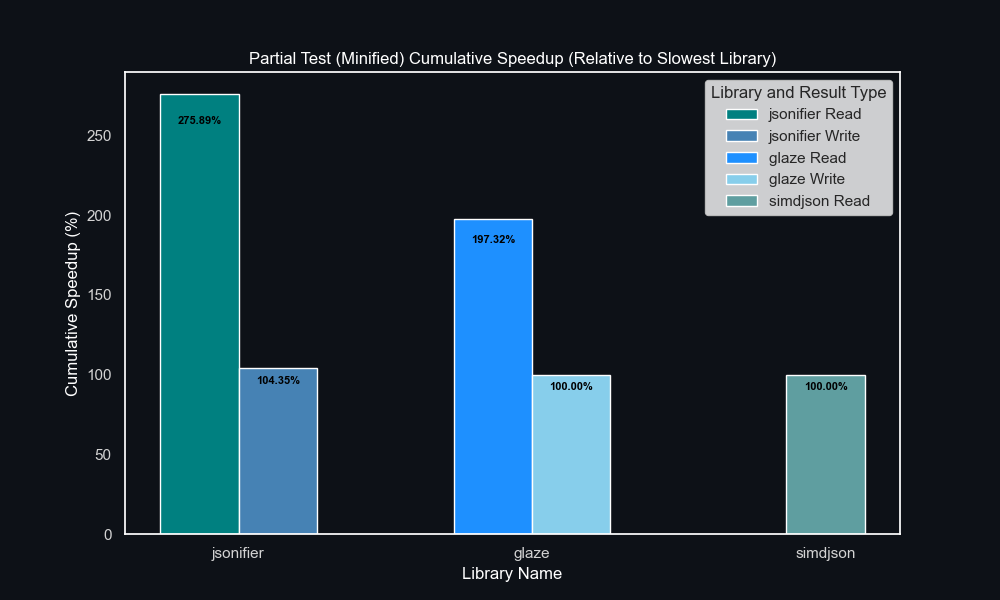 Partial Test (Minified) Cumulative Speedup (Relative to Slowest Library)
Library and Result Type
jsonifier Read
jsonifier Write
glaze Read
glaze Write
simdjson Read
Cumulative Speedup (%)
250
200
150
100
50
0
275.89%
104.35%
197.32%
100.00%
100.00%
jsonifier
glaze
simdjson
Library Name